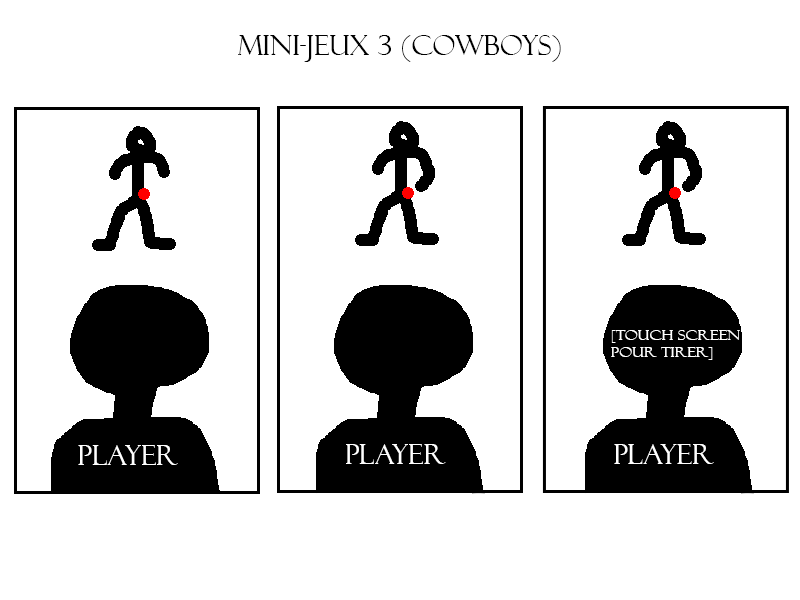 MINI-JEUX 3 (COWBOYS)
PLAYER
PLAYER
[TOUCH SCREEN
POUR TIRER]
PLAYER